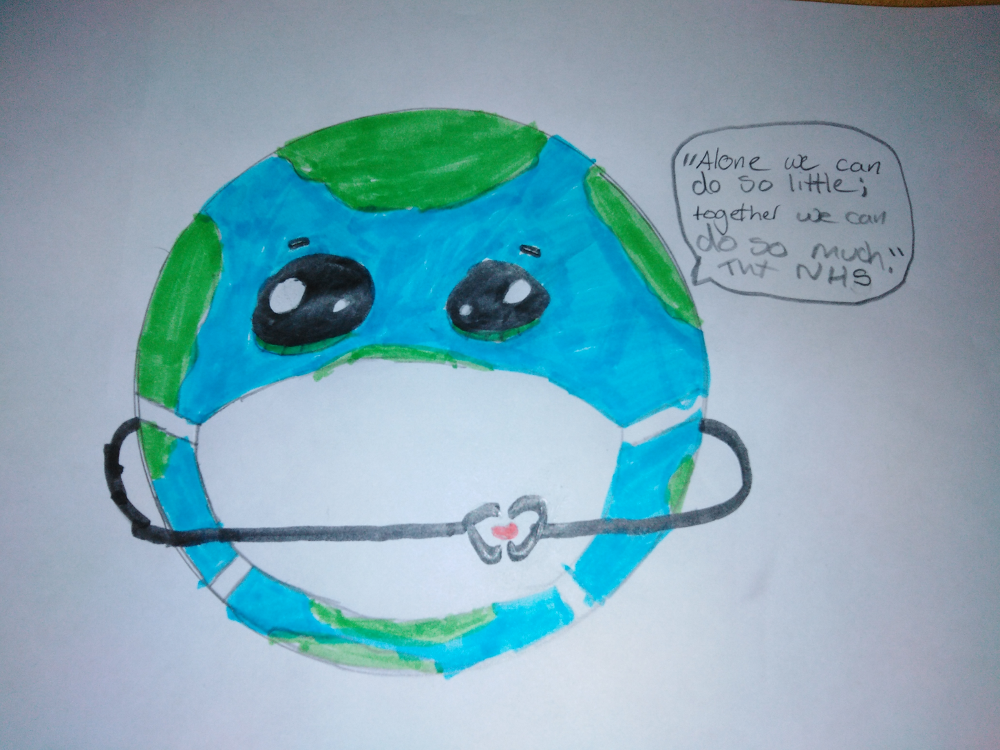 "Alone we can
do so little;
together we can
do so much."
THX NHS